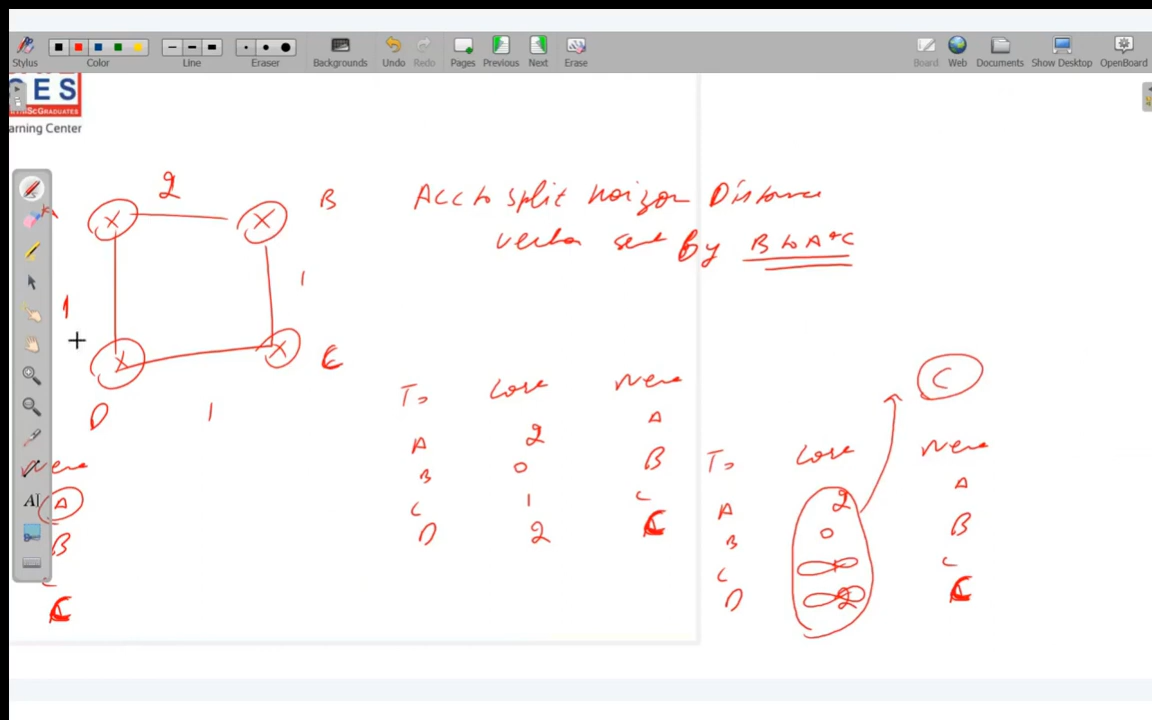 Stylus Color Line Eraser Backgrounds Undo Redo Pages Previous Next Erase Board Web Documents Show Desktop OpenBoard
C E S
arning Center
2
B
1
1
C
D
1
Acc to split horizon Distance
vector sent by B to A & C
To Cost Next
A 2 A
B 0 B
C 1 C
D 2 C
C
To Cost Next
A 2 A
B 0 B
C ∞ C
D ∞ C
A
B
C
C